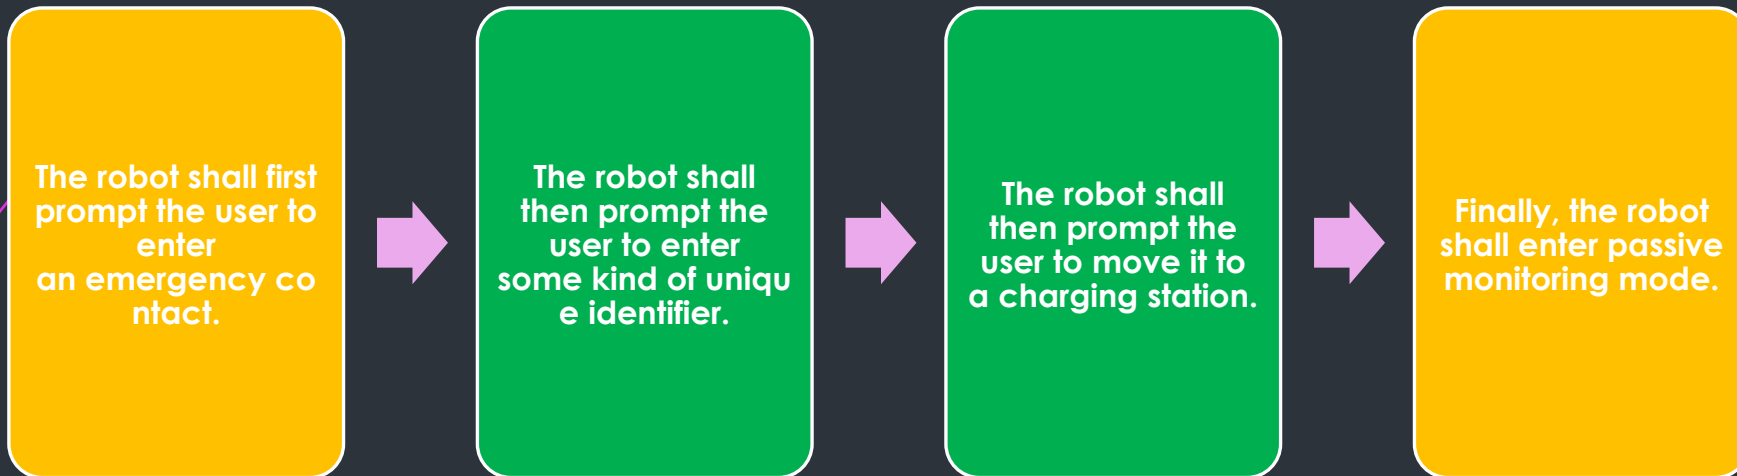 The robot shall first
prompt the user to
enter
an emergency co
ntact.
The robot shall
then prompt the
user to enter
some kind of uniqu
e identifier.
The robot shall
then prompt the
user to move it to
a charging station.
Finally, the robot
shall enter passive
monitoring mode.